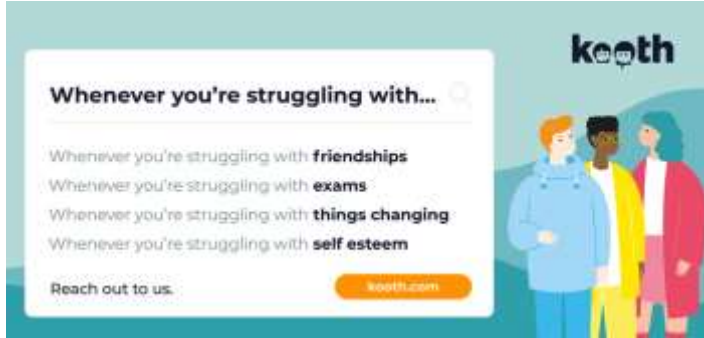 kooth
Whenever you're struggling with...
Whenever you're struggling with friendships
Whenever you're struggling with exams
Whenever you're struggling with things changing
Whenever you're struggling with self esteem
Reach out to us.
kooth.com